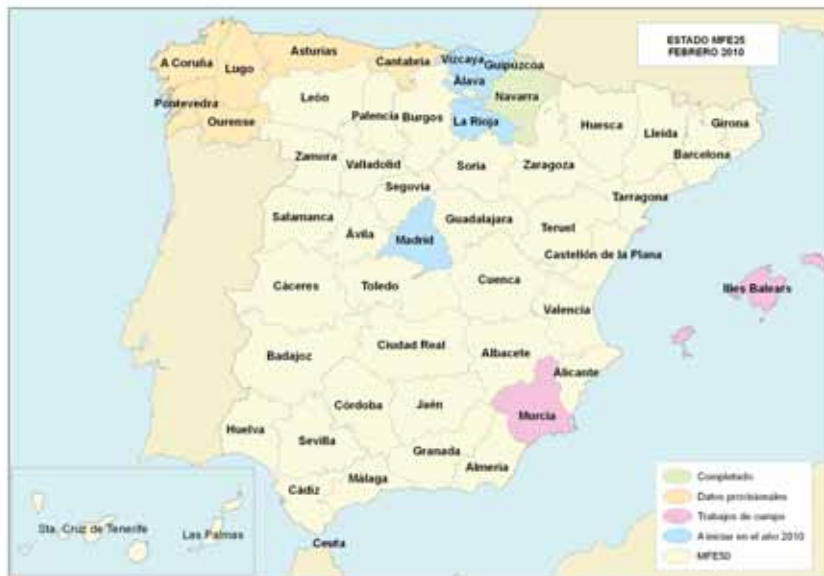 ESTADO MFE25
FEBRERO 2010
A Coruña
Lugo
Asturias
Cantabria
Vizcaya
Guipúzcoa
Álava
Navarra
Pontevedra
Ourense
León
Palencia
Burgos
La Rioja
Huesca
Lleida
Girona
Barcelona
Zamora
Valladolid
Soria
Zaragoza
Segovia
Tarragona
Salamanca
Ávila
Madrid
Guadalajara
Teruel
Castellón de la Plana
Cáceres
Toledo
Cuenca
Illes Balears
Valencia
Badajoz
Ciudad Real
Albacete
Alicante
Córdoba
Jaén
Murcia
Huelva
Sevilla
Granada
Almería
Málaga
Cádiz
Ceuta
Sta. Cruz de Tenerife
Las Palmas
Completado
Datos provisionales
Trabajos de campo
A iniciar en el año 2010
MFE50